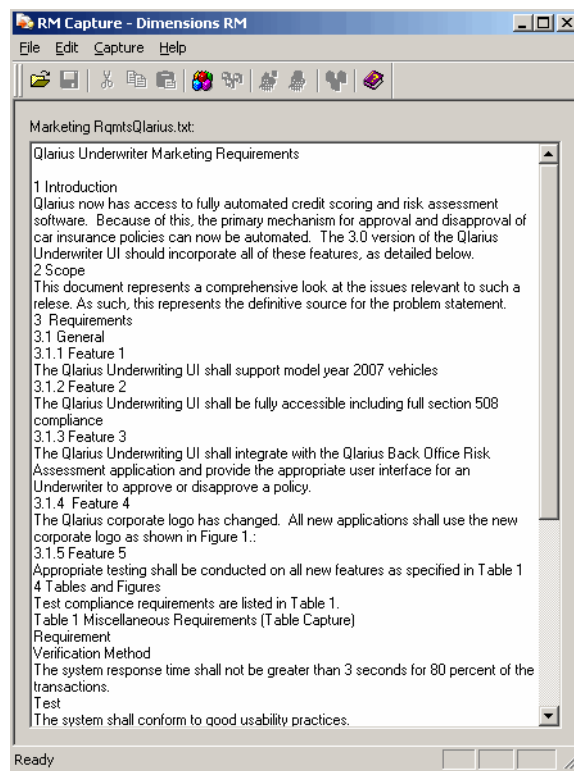 RM Capture - Dimensions RM
File Edit Capture Help
Marketing RqmtsQlarius.txt:
Qlarius Underwriter Marketing Requirements
1 Introduction
Qlarius now has access to fully automated credit scoring and risk assessment
software. Because of this, the primary mechanism for approval and disapproval of
car insurance policies can now be automated. The 3.0 version of the Qlarius
Underwriter UI should incorporate all of these features, as detailed below.
2 Scope
This document represents a comprehensive look at the issues relevant to such a
relese. As such, this represents the definitive source for the problem statement.
3 Requirements
3.1 General
3.1.1 Feature 1
The Qlarius Underwriting UI shall support model year 2007 vehicles
3.1.2 Feature 2
The Qlarius Underwriting UI shall be fully accessible including full section 508
compliance
3.1.3 Feature 3
The Qlarius Underwriting UI shall integrate with the Qlarius Back Office Risk
Assessment application and provide the appropriate user interface for an
Underwriter to approve or disapprove a policy.
3.1.4 Feature 4
The Qlarius corporate logo has changed. All new applications shall use the new
corporate logo as shown in Figure 1.:
3.1.5 Feature 5
Appropriate testing shall be conducted on all new features as specified in Table 1
4 Tables and Figures
Test compliance requirements are listed in Table 1.
Table 1 Miscellaneous Requirements (Table Capture)
Requirement
Verification Method
The system response time shall not be greater than 3 seconds for 80 percent of the
transactions.
Test
The system shall conform to good usability practices.
Ready